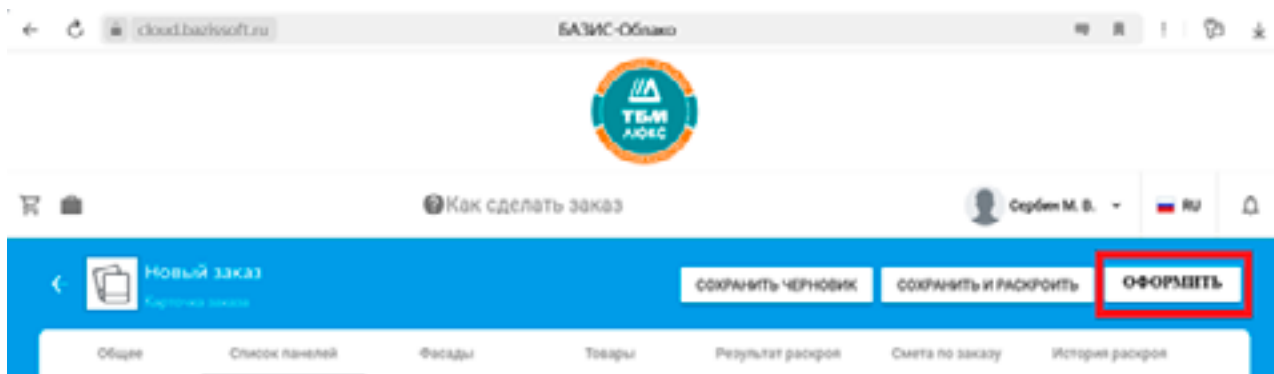 cloud.bazissoft.ru БАЗИС-Облако
ТБМ
ЛЮКС
Как сделать заказ Сербин М. В. RU
Новый заказ
Карточка заказа
СОХРАНИТЬ ЧЕРНОВИК СОХРАНИТЬ И РАСКРОИТЬ ОФОРМИТЬ
Общее Список панелей Фасады Товары Результат раскроя Смета по заказу История раскроя